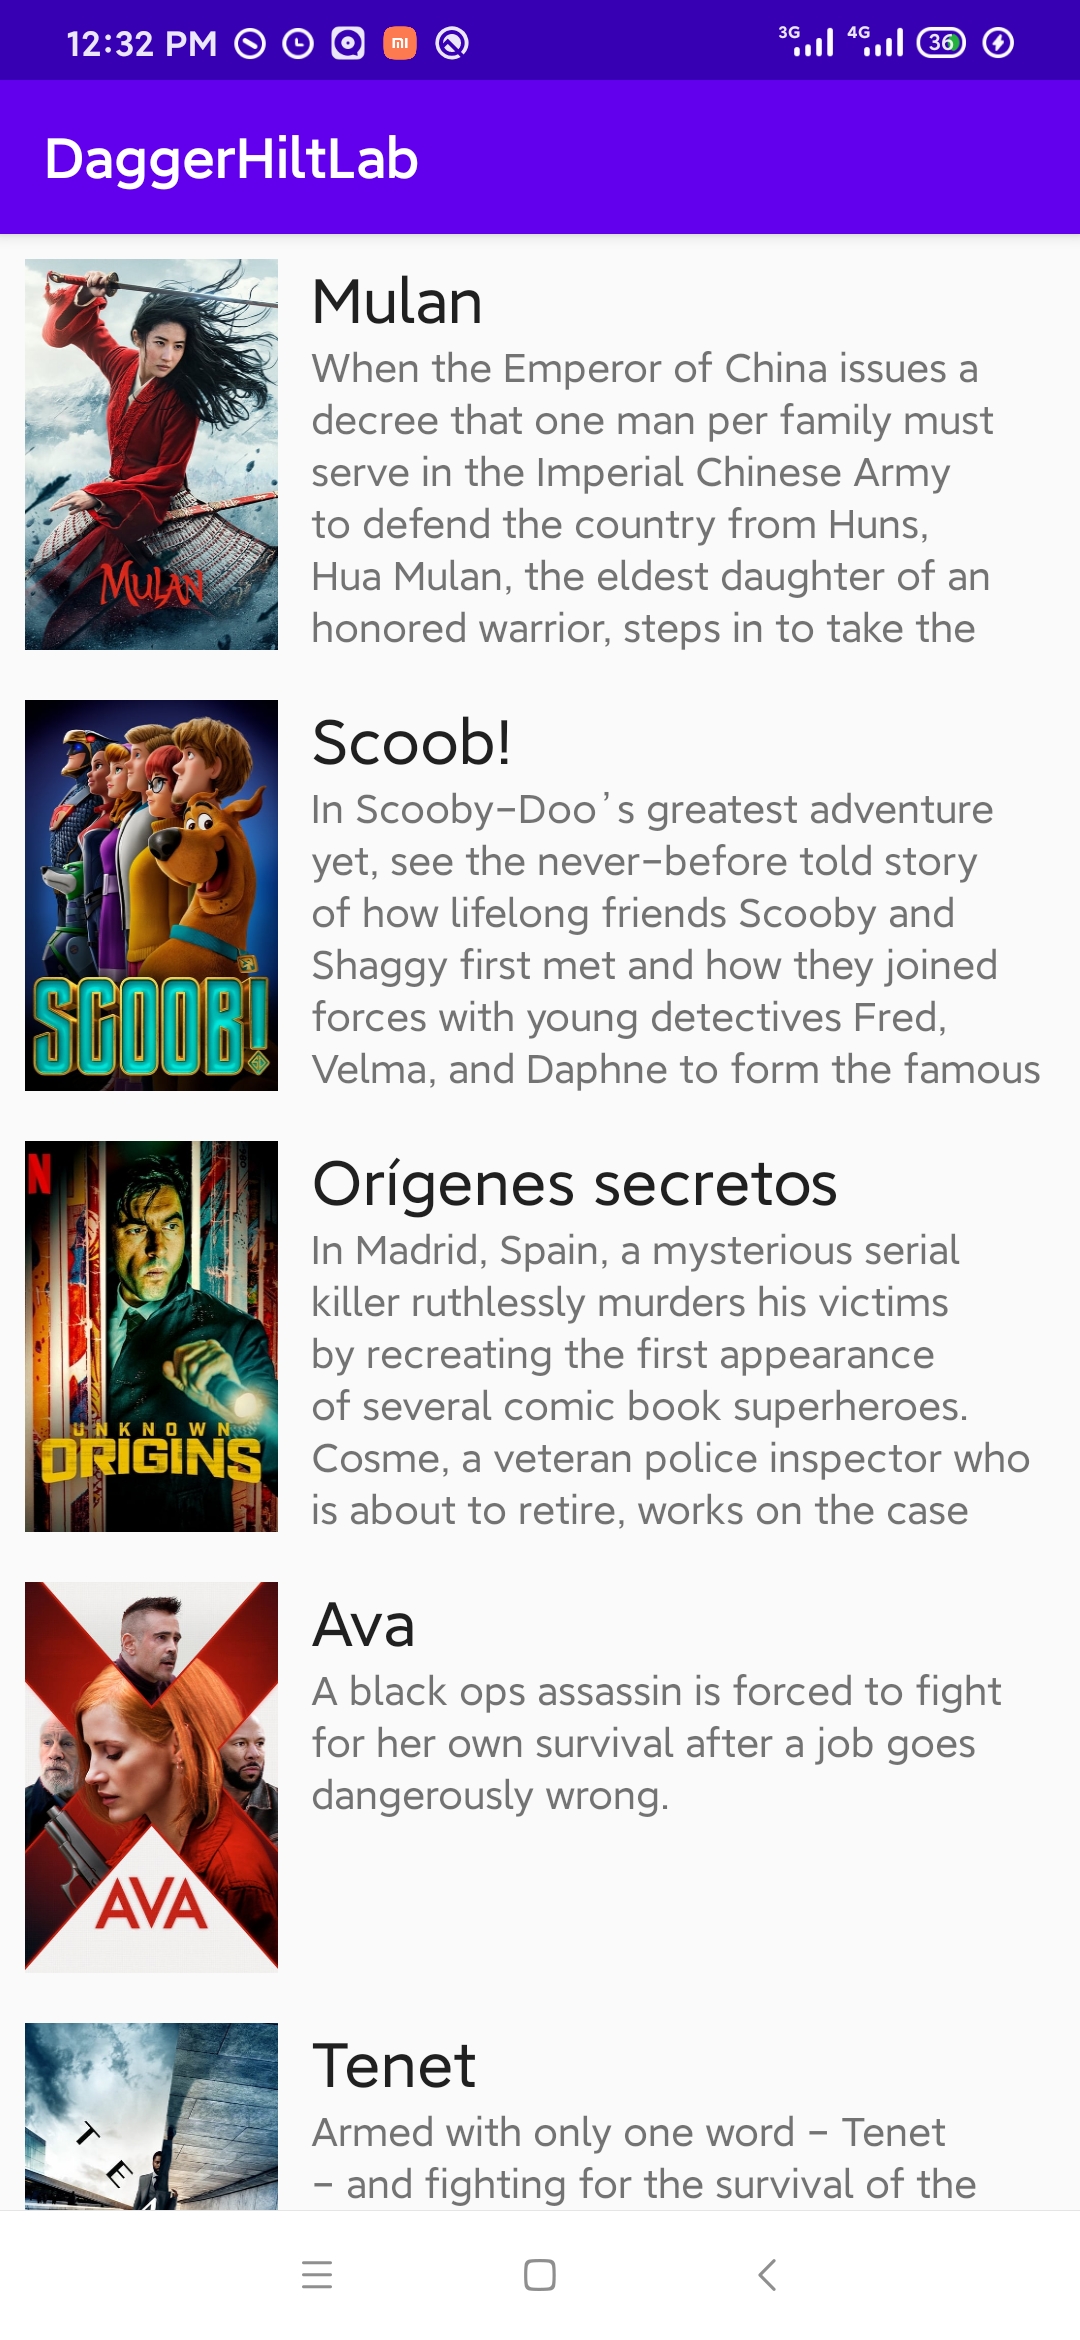 12:32 PM
3G
4G
36
DaggerHiltLab
MULAN
Mulan
When the Emperor of China issues a
decree that one man per family must
serve in the Imperial Chinese Army
to defend the country from Huns,
Hua Mulan, the eldest daughter of an
honored warrior, steps in to take the
SCOOB!
Scoob!
In Scooby-Doo’s greatest adventure
yet, see the never-before told story
of how lifelong friends Scooby and
Shaggy first met and how they joined
forces with young detectives Fred,
Velma, and Daphne to form the famous
N
UNKNOWN
ORIGINS
Orígenes secretos
In Madrid, Spain, a mysterious serial
killer ruthlessly murders his victims
by recreating the first appearance
of several comic book superheroes.
Cosme, a veteran police inspector who
is about to retire, works on the case
AVA
Ava
A black ops assassin is forced to fight
for her own survival after a job goes
dangerously wrong.
T
E
Tenet
Armed with only one word - Tenet
- and fighting for the survival of the